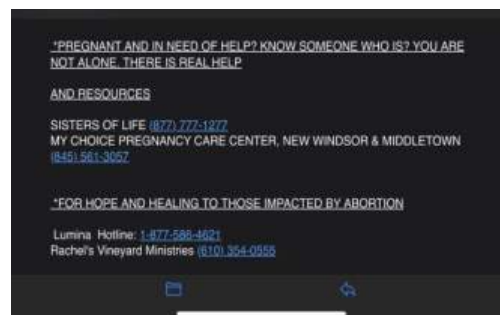 *PREGNANT AND IN NEED OF HELP? KNOW SOMEONE WHO IS? YOU ARE
NOT ALONE. THERE IS REAL HELP
AND RESOURCES
SISTERS OF LIFE (877) 777-1277
MY CHOICE PREGNANCY CARE CENTER, NEW WINDSOR & MIDDLETOWN
(845) 561-3057
*FOR HOPE AND HEALING TO THOSE IMPACTED BY ABORTION
Lumina Hotline: 1-877-586-4621
Rachel's Vineyard Ministries (610) 354-0555